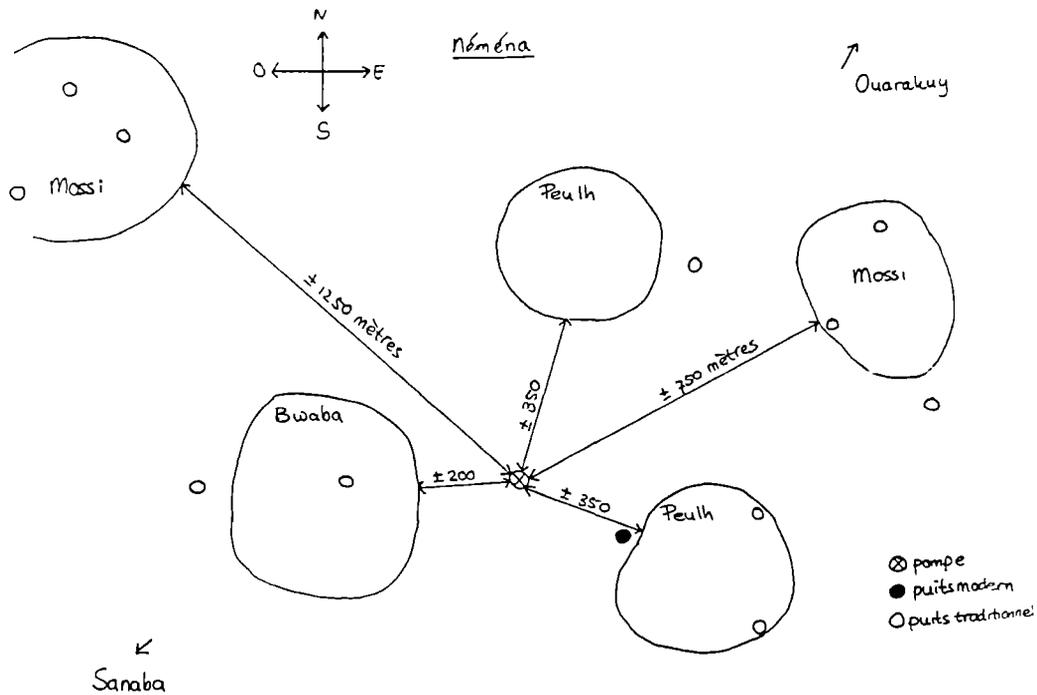 N
Nóména
O E
S
Ouarakuy
Mossi
Peulh
Mossi
± 1250 mètres
± 350
± 750 mètres
Bwaba
± 200
± 350
Peulh
pompe
puits modern
puits traditionnel
Sanaba